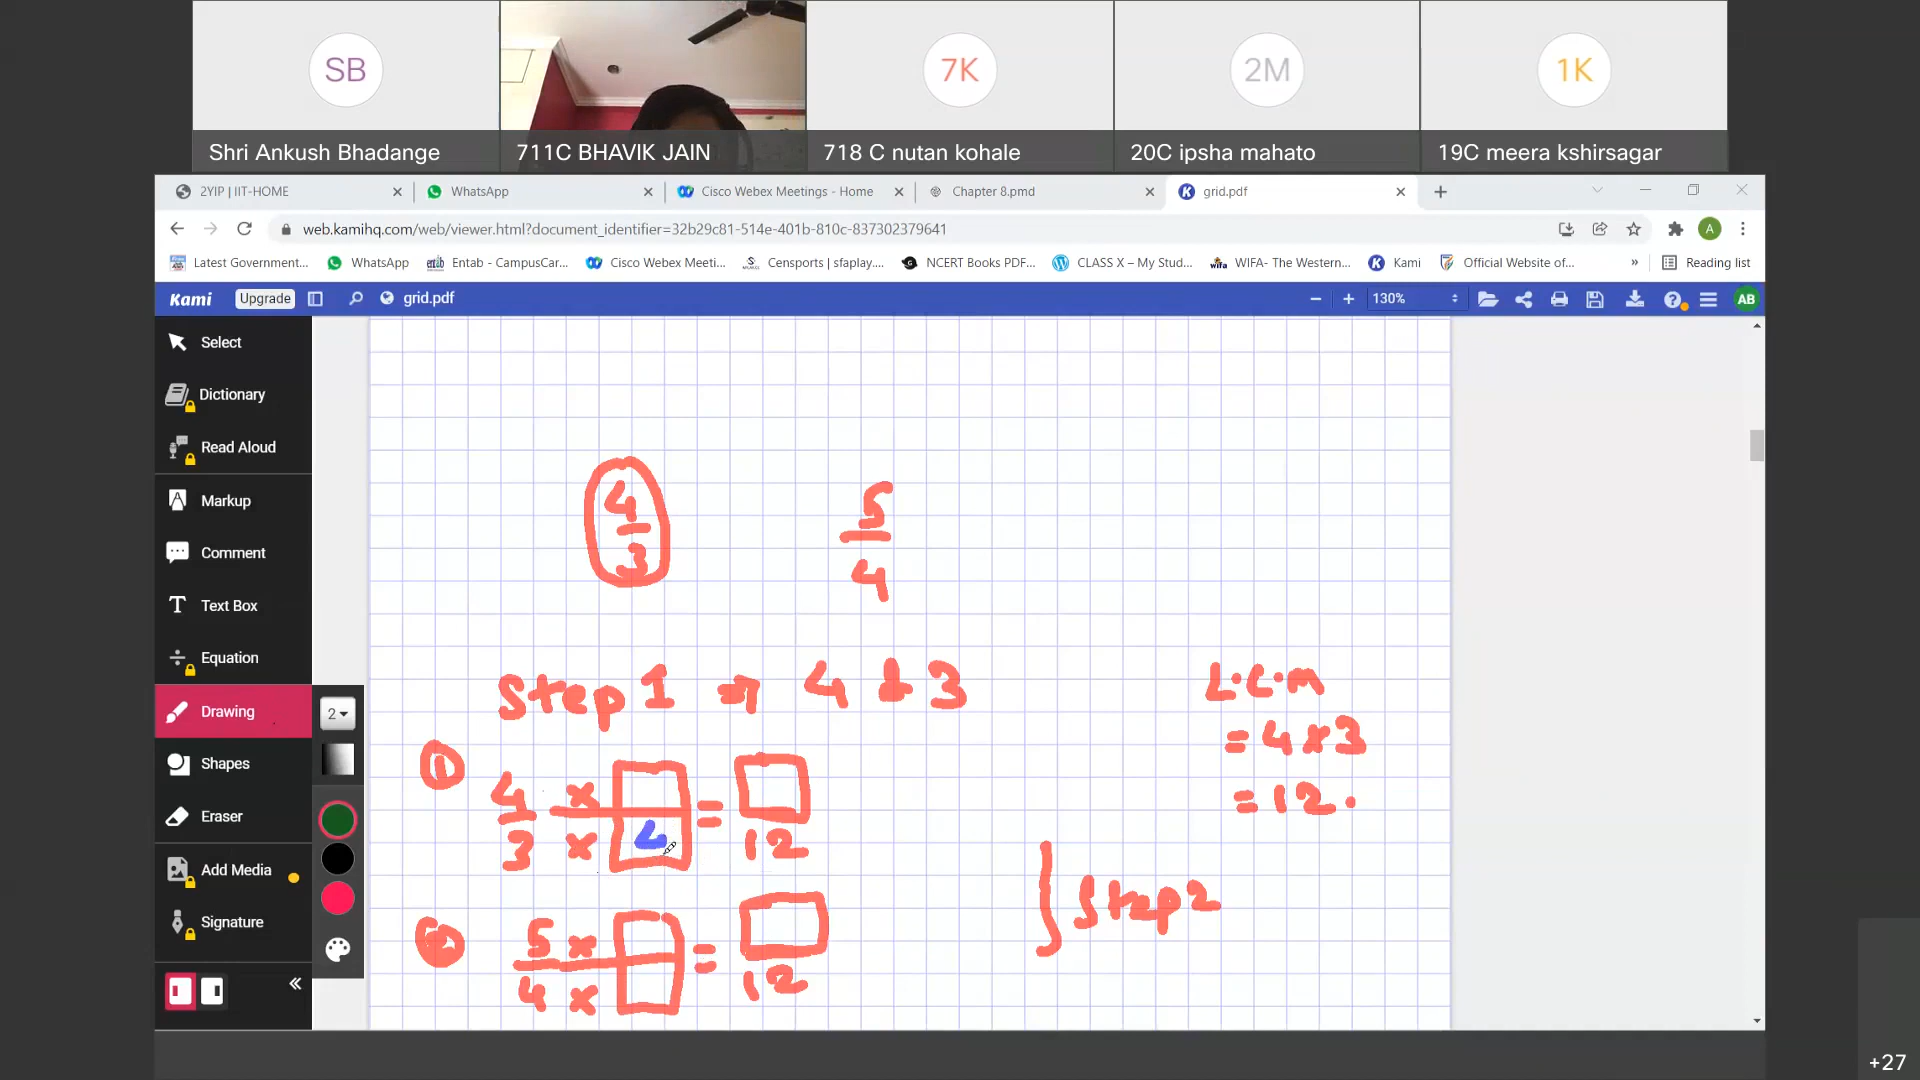 SB
7K
2M
1K
Shri Ankush Bhadange
711C BHAVIK JAIN
718 C nutan kohale
20C ipsha mahato
19C meera kshirsagar
2YIP | IIT-HOME
WhatsApp
Cisco Webex Meetings - Home
Chapter 8.pmd
grid.pdf
web.kamihq.com/web/viewer.html?document_identifier=32b29c81-514e-401b-810c-837302379641
A
Latest Government...
WhatsApp
Entab - CampusCar...
Cisco Webex Meeti...
Censports | sfaplay....
NCERT Books PDF...
CLASS X – My Stud...
WIFA- The Western...
Kami
Official Website of...
»
Reading list
Kami
Upgrade
grid.pdf
130%
AB
Select
Dictionary
Read Aloud
Markup
Comment
Text Box
Equation
Drawing
2
Shapes
Eraser
Add Media
Signature
4/3
5/4
Step 1 ⇒ 4 & 3
L.C.M
= 4 x 3
= 12.
① 4/3 x/x □/4 = □/12
② 5/4 x/x □/□ = □/12
Step 2
+27